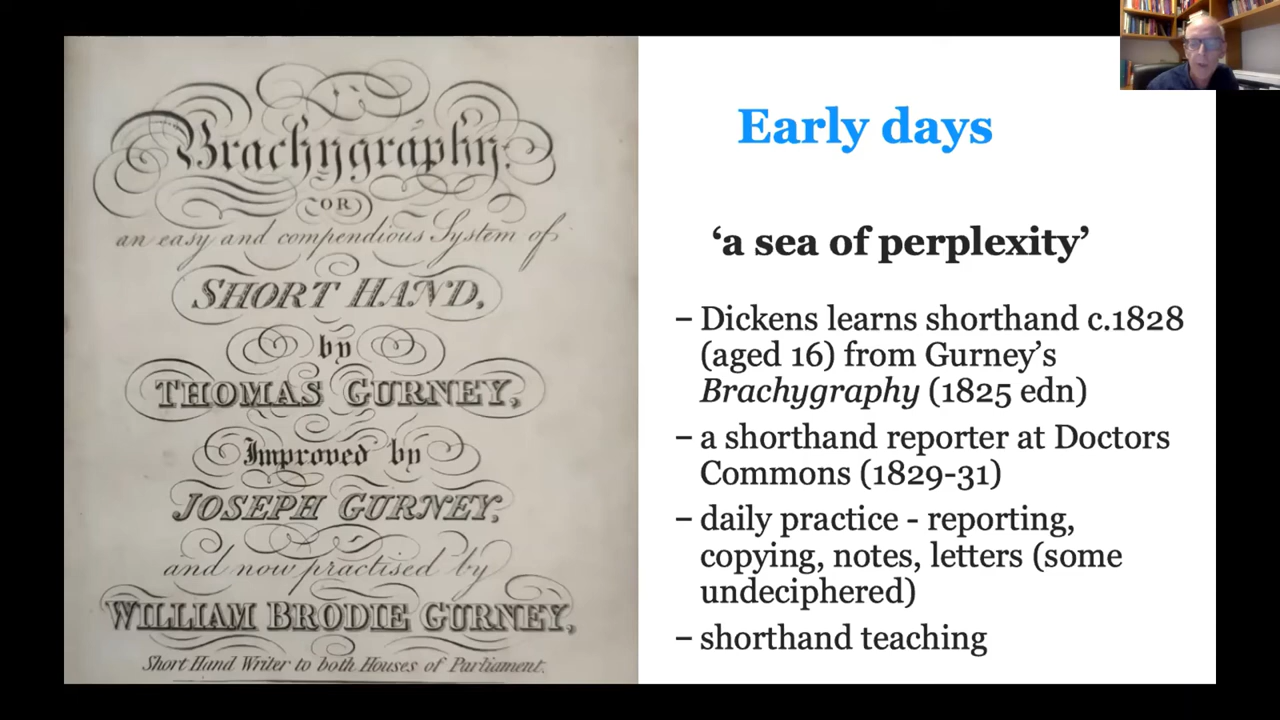 Brachygraphy.
OR
an easy and compendious System of
SHORT HAND,
by
THOMAS GURNEY,
Improved by
JOSEPH GURNEY,
and now practised by
WILLIAM BRODIE GURNEY,
Short Hand Writer to both Houses of Parliament.
Early days
‘a sea of perplexity’
– Dickens learns shorthand c.1828
(aged 16) from Gurney’s
Brachygraphy (1825 edn)
– a shorthand reporter at Doctors
Commons (1829-31)
– daily practice - reporting,
copying, notes, letters (some
undeciphered)
– shorthand teaching